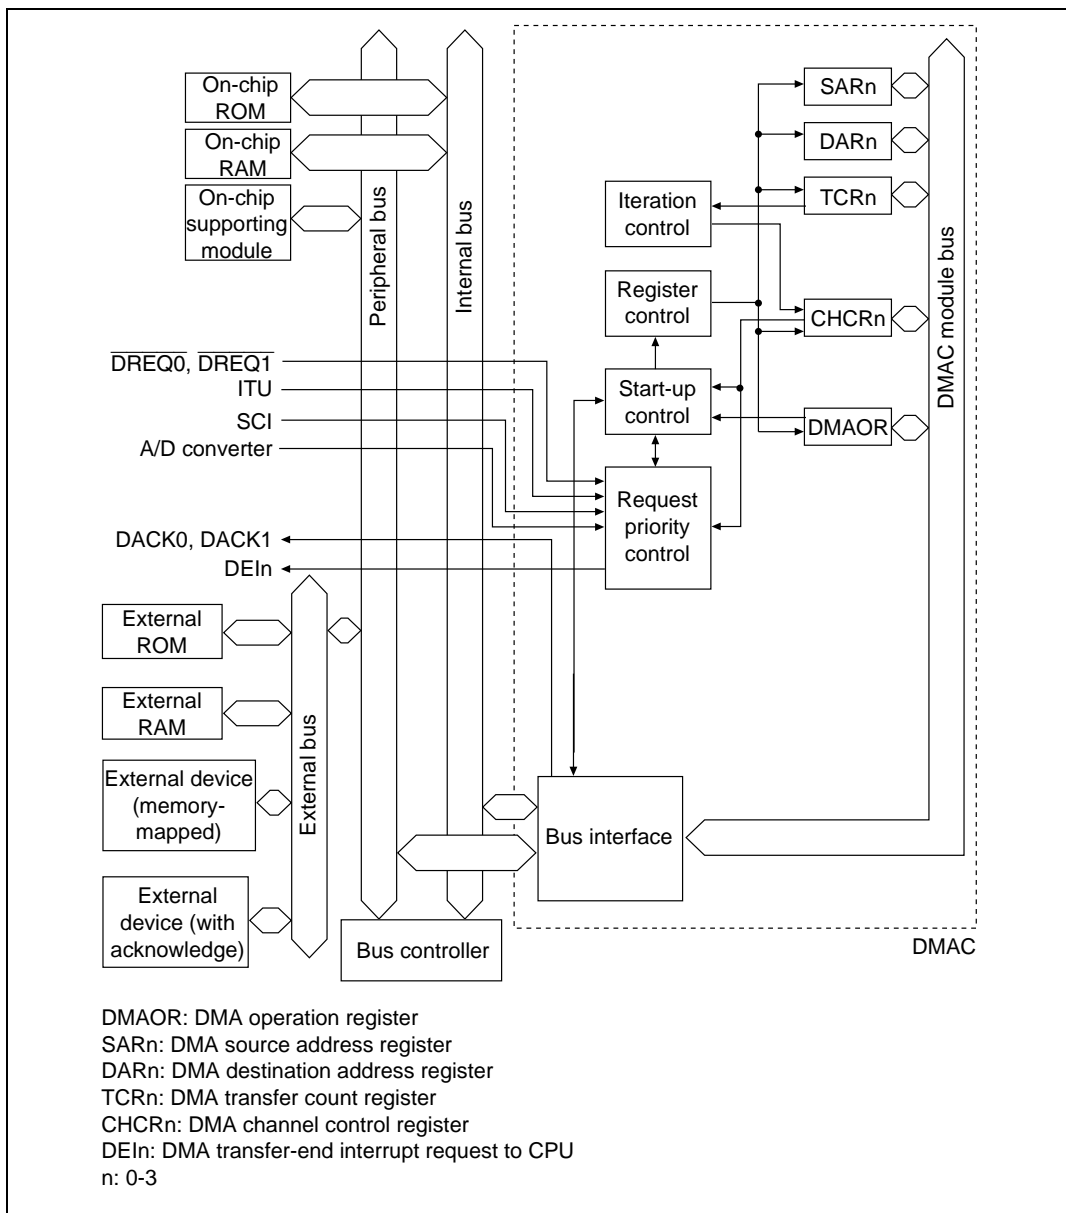 On-chip
ROM
On-chip
RAM
On-chip
supporting
module
Peripheral bus
Internal bus
SARn
DARn
TCRn
Iteration
control
Register
control
CHCRn
DMAC module bus
DREQ0, DREQ1
ITU
SCI
A/D converter
Start-up
control
DMAOR
Request
priority
control
DACK0, DACK1
DEIn
External
ROM
External
RAM
External device
(memory-
mapped)
External
device (with
acknowledge)
External bus
Bus interface
Bus controller
DMAC
DMAOR: DMA operation register
SARn: DMA source address register
DARn: DMA destination address register
TCRn: DMA transfer count register
CHCRn: DMA channel control register
DEIn: DMA transfer-end interrupt request to CPU
n: 0-3